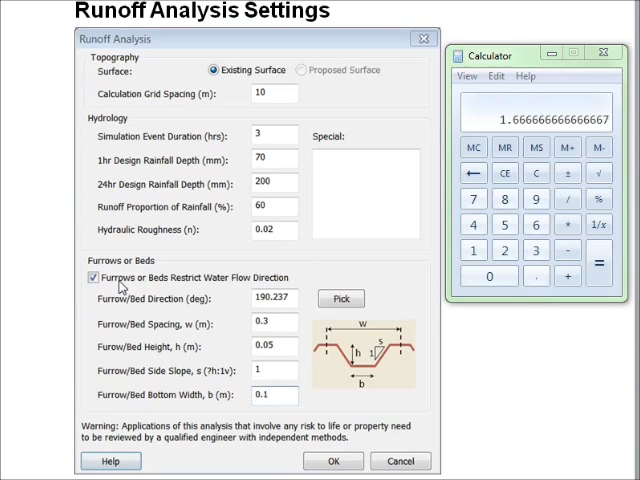 Runoff Analysis Settings
Runoff Analysis
Topography
Surface: Existing Surface Proposed Surface
Calculation Grid Spacing (m): 10
Hydrology
Simulation Event Duration (hrs): 3 Special:
1hr Design Rainfall Depth (mm): 70
24hr Design Rainfall Depth (mm): 200
Runoff Proportion of Rainfall (%): 60
Hydraulic Roughness (n): 0.02
Furrows or Beds
Furrows or Beds Restrict Water Flow Direction
Furrow/Bed Direction (deg): 190.237 Pick
Furrow/Bed Spacing, w (m): 0.3
Furow/Bed Height, h (m): 0.05
Furrow/Bed Side Slope, s (?h:1v) 1
Furrow/Bed Bottom Width, b (m): 0.1
w
h 1 s
b
Warning: Applications of this analysis that involve any risk to life or property need
to be reviewed by a qualified engineer with independent methods.
Help OK Cancel
Calculator
View Edit Help
1.666666666666667
MC MR MS M+ M-
← CE C ± √
7 8 9 / %
4 5 6 * 1/x
1 2 3 - =
0 . +